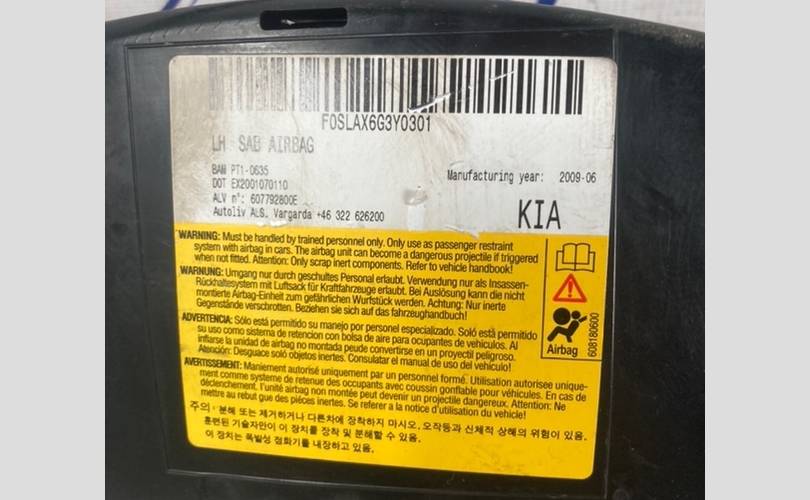 F0SLAX6G3Y0301
LH SAB AIRBAG
BAM PT1-0635
DOT EX2001070110
Manufacturing year: 2009-06
ALV n°: 607792800E
Autoliv ALS. Vargarda +46 322 626200
KIA
WARNING: Must be handled by trained personnel only. Only use as passenger restraint
system with airbag in cars. The airbag unit can become a dangerous projectile if triggered
when not fitted. Attention: Only scrap inert components. Refer to vehicle handbook!
WARNUNG: Umgang nur durch geschultes Personal erlaubt. Verwendung nur als Insassen-
Rückhaltesystem mit Luftsack für Kraftfahrzeuge erlaubt. Bei Auslösung kann die nicht
montierte Airbag-Einheit zum gefährlichen Wurfstück werden. Achtung: Nur inerte
Gegenstände verschrotten. Beziehen sie sich auf das fahrzeughandbuch!
ADVERTENCIA: Sólo está permitido su manejo por personel especializado. Soló está permitido
su uso como sistema de retencion con bolsa de aire para ocupantes de vehículos. Al
inflarse la unidad de airbag no montada peude convertirse en un proyectil peligroso.
Atención: Desguace soló objetos inertes. Consulatar el manual de uso del vehículo!
AVERTISSEMENT: Maniement autorisé uniquement par un personnel formé. Utilisation autorisee unique-
ment comme systeme de retenue des occupants avec coussin gonflable pour véhicules. En cas de
déclenchement, l'unité airbag non montée peut devenir un projectile dangereux. Attention: Ne
mettre au rebut gue des pièces inertes. Se referer a la notice d'utilisation du vehicle!
주의: 분해 또는 제거하거나 다른차에 장착하지 마시오, 오작동과 신체적 상해의 위험이 있음.
훈련된 기술자만이 이 장치를 장착 및 분해할 수 있음.
이 장치는 폭발성 점화기를 내장하고 있음.
Airbag
608180600